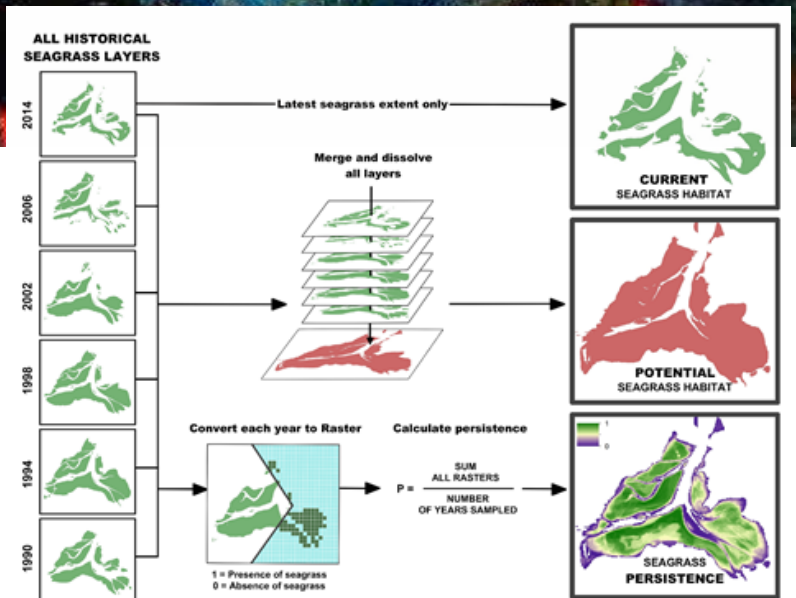 ALL HISTORICAL
SEAGRASS LAYERS
2014
2006
2002
1998
1994
1990
Latest seagrass extent only
Merge and dissolve
all layers
Convert each year to Raster
1 = Presence of seagrass
0 = Absence of seagrass
Calculate persistence
P =
SUM
ALL RASTERS
NUMBER
OF YEARS SAMPLED
CURRENT
SEAGRASS HABITAT
POTENTIAL
SEAGRASS HABITAT
1
0
SEAGRASS
PERSISTENCE